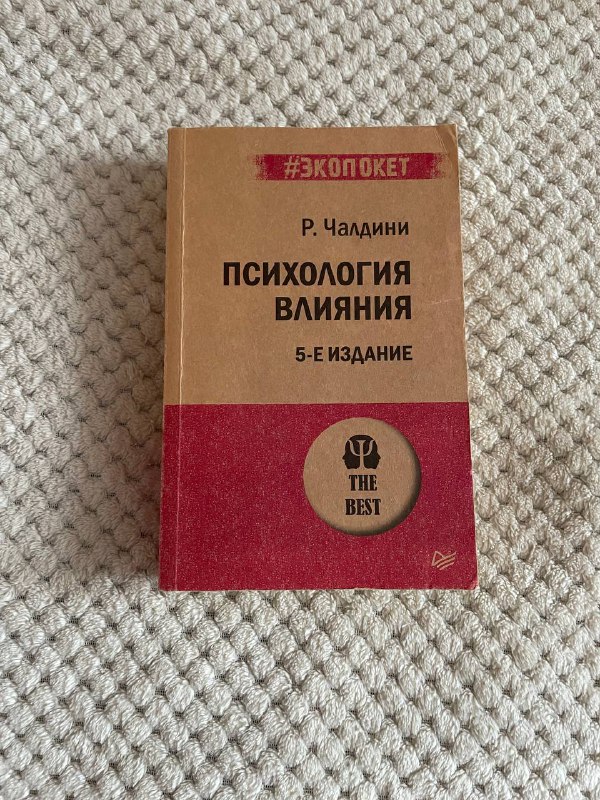 #ЭКОПОКЕТ
Р. Чалдини
ПСИХОЛОГИЯ
ВЛИЯНИЯ
5-Е ИЗДАНИЕ
THE
BEST